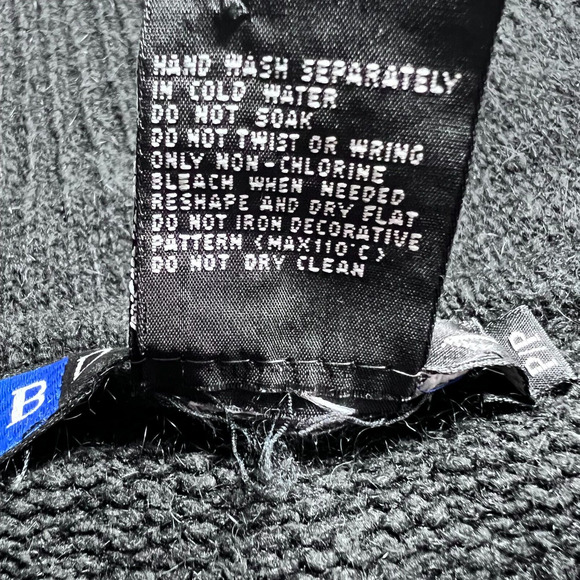 HAND WASH SEPARATELY
IN COLD WATER
DO NOT SOAK
DO NOT TWIST OR WRING
ONLY NON-CHLORINE
BLEACH WHEN NEEDED
RESHAPE AND DRY FLAT
DO NOT IRON DECORATIVE
PATTERN (MAX110°C)
DO NOT DRY CLEAN
B